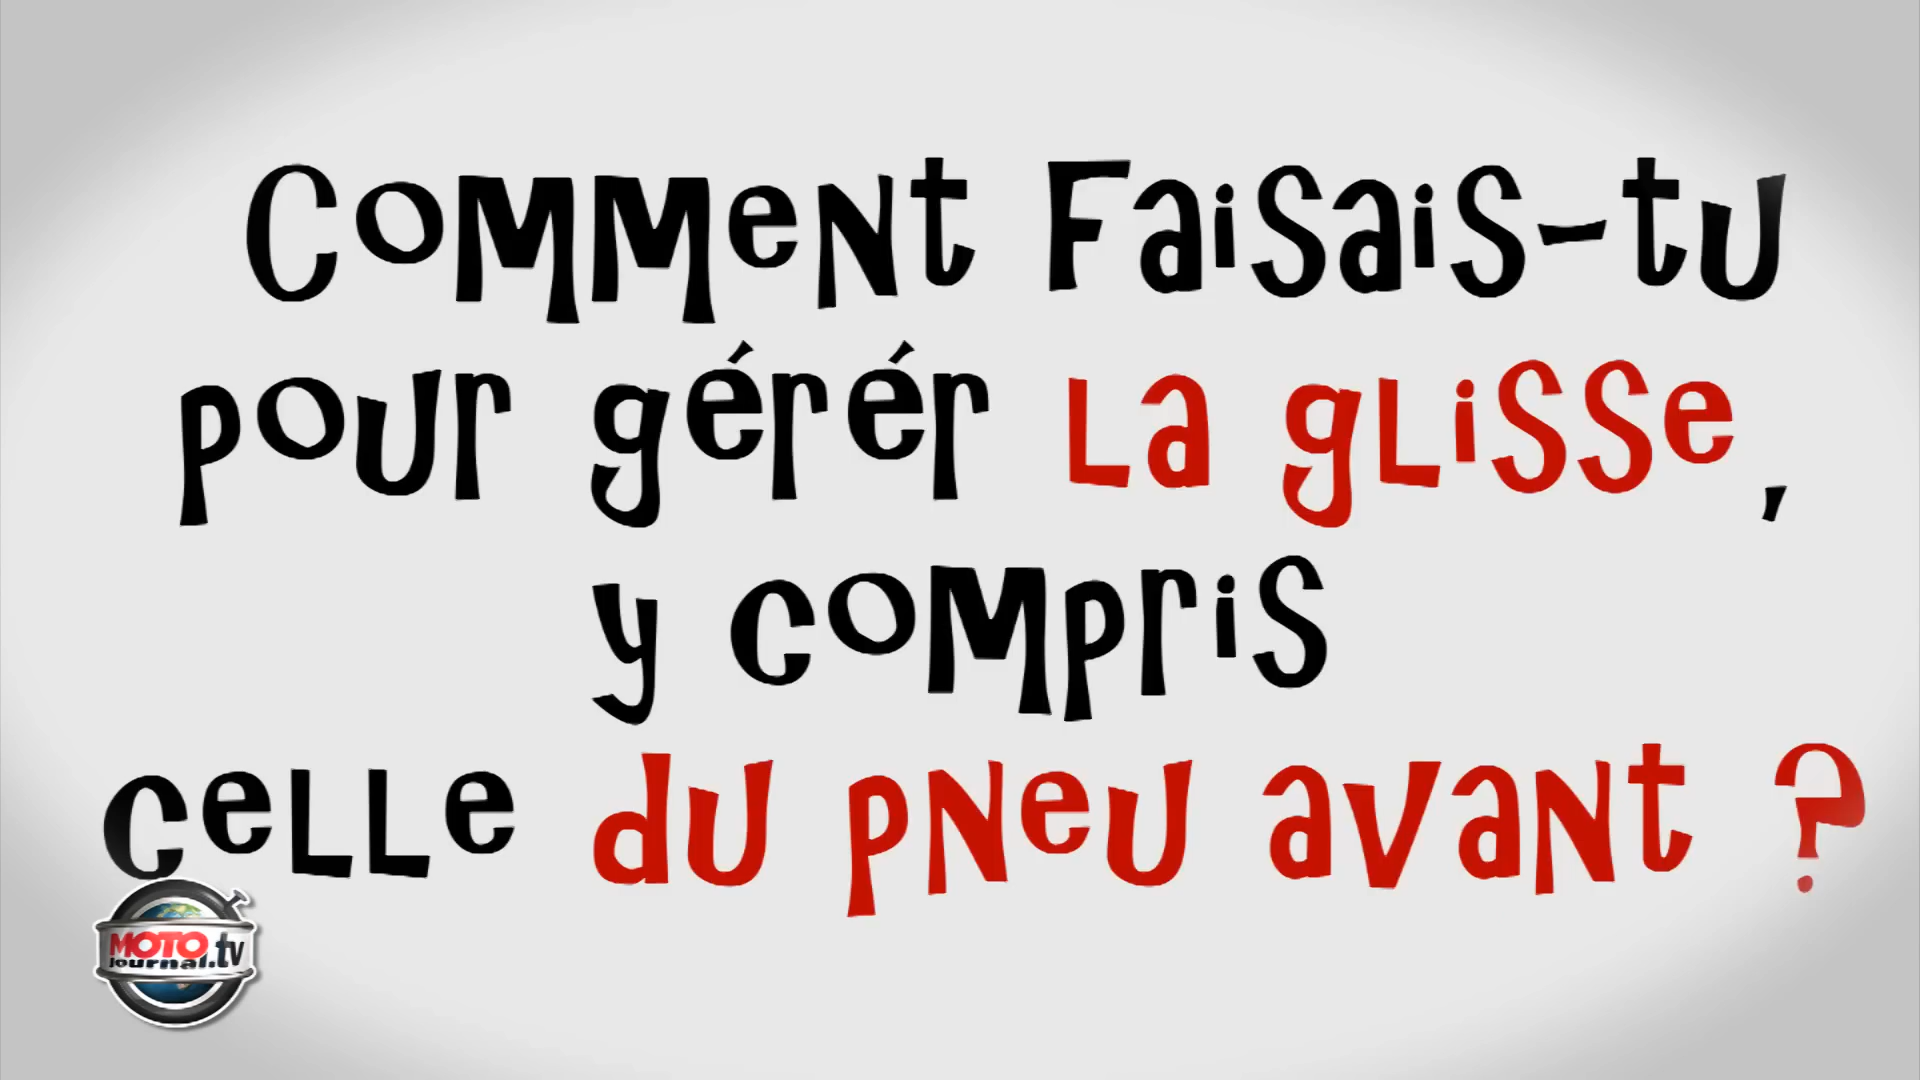 Comment Faisais-tu
pour gérér la glisse,
y compris
celle du pneu avant ?
MOTO
journal.tv